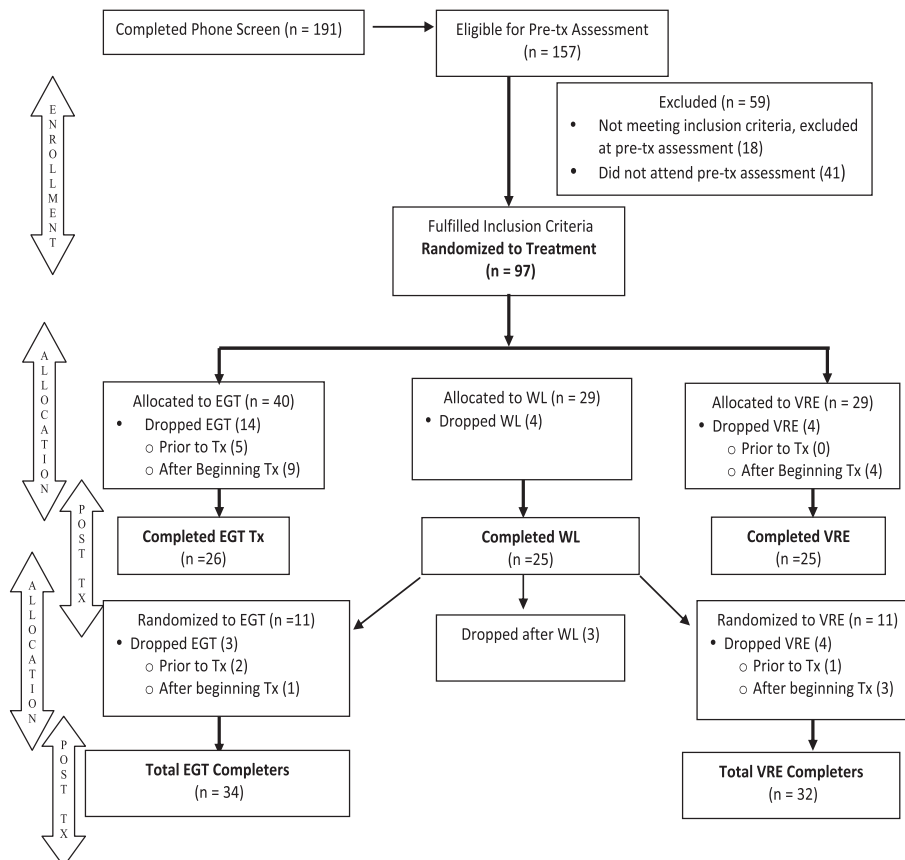 Completed Phone Screen (n = 191)
Eligible for Pre-tx Assessment
(n = 157)
Excluded (n = 59)
• Not meeting inclusion criteria, excluded
at pre-tx assessment (18)
• Did not attend pre-tx assessment (41)
ENROLLMENT
Fulfilled Inclusion Criteria
Randomized to Treatment
(n = 97)
ALLOCATION
Allocated to EGT (n = 40)
• Dropped EGT (14)
o Prior to Tx (5)
o After Beginning Tx (9)
Allocated to WL (n = 29)
• Dropped WL (4)
Allocated to VRE (n = 29)
• Dropped VRE (4)
o Prior to Tx (0)
o After Beginning Tx (4)
POST TX
Completed EGT Tx
(n =26)
Completed WL
(n =25)
Completed VRE
(n =25)
ALLOCATION
Randomized to EGT (n =11)
• Dropped EGT (3)
o Prior to Tx (2)
o After beginning Tx (1)
Dropped after WL (3)
Randomized to VRE (n = 11)
• Dropped VRE (4)
o Prior to Tx (1)
o After beginning Tx (3)
POST TX
Total EGT Completers
n = 34)
Total VRE Completers
(n = 32)